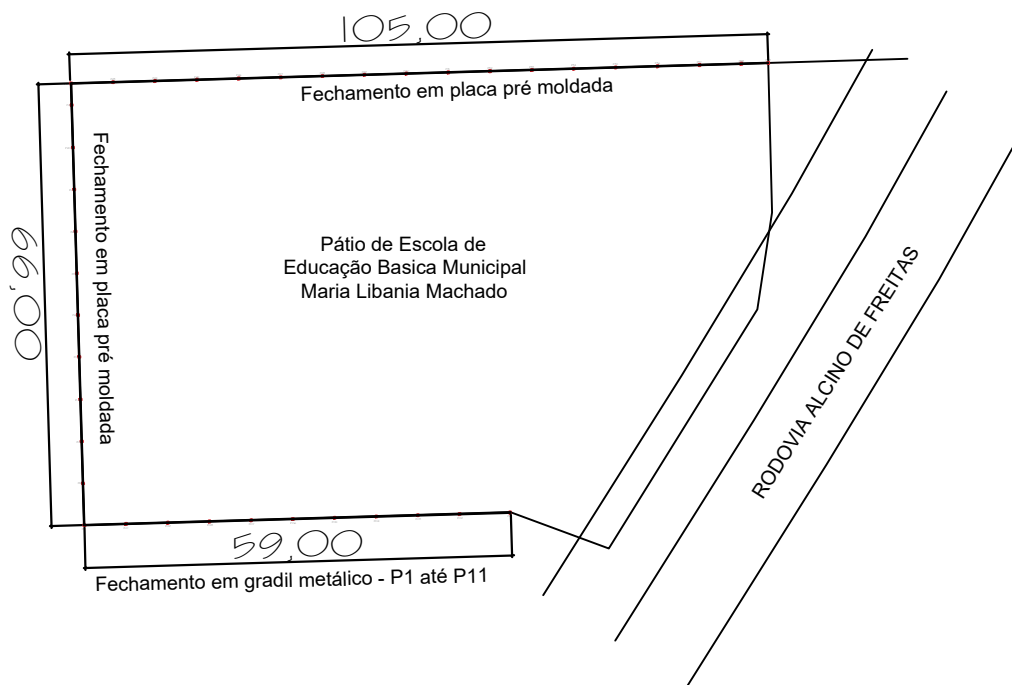 105,00
Fechamento em placa pré moldada
Fechamento em placa pré moldada
66,00
Pátio de Escola de
Educação Basica Municipal
Maria Libania Machado
RODOVIA ALCINO DE FREITAS
59,00
Fechamento em gradil metálico - P1 até P11